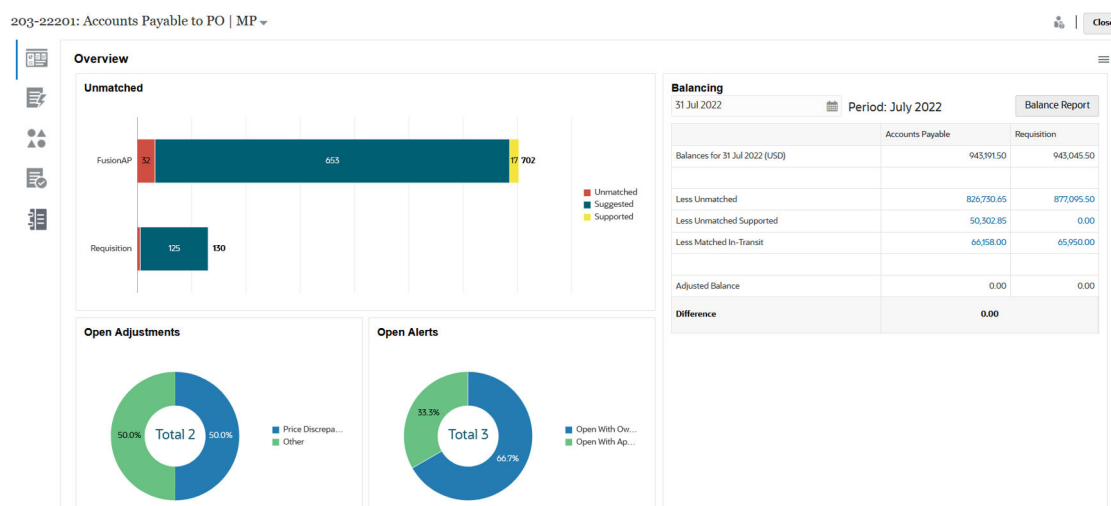 203-22201: Accounts Payable to PO | MP
Close
Overview
Unmatched
FusionAP
32
653
17
702
Requisition
125
130
Unmatched
Suggested
Supported
Balancing
31 Jul 2022
Period: July 2022
Balance Report
Accounts Payable Requisition
Balances for 31 Jul 2022 (USD) 943,191.50 943,045.50
Less Unmatched 826,730.65 877,095.50
Less Unmatched Supported 50,302.85 0.00
Less Matched In-Transit 66,158.00 65,950.00
Adjusted Balance 0.00 0.00
Difference 0.00
Open Adjustments
50.0%
Total 2
50.0%
Price Discrepa...
Other
Open Alerts
33.3%
Total 3
66.7%
Open With Ow...
Open With Ap...